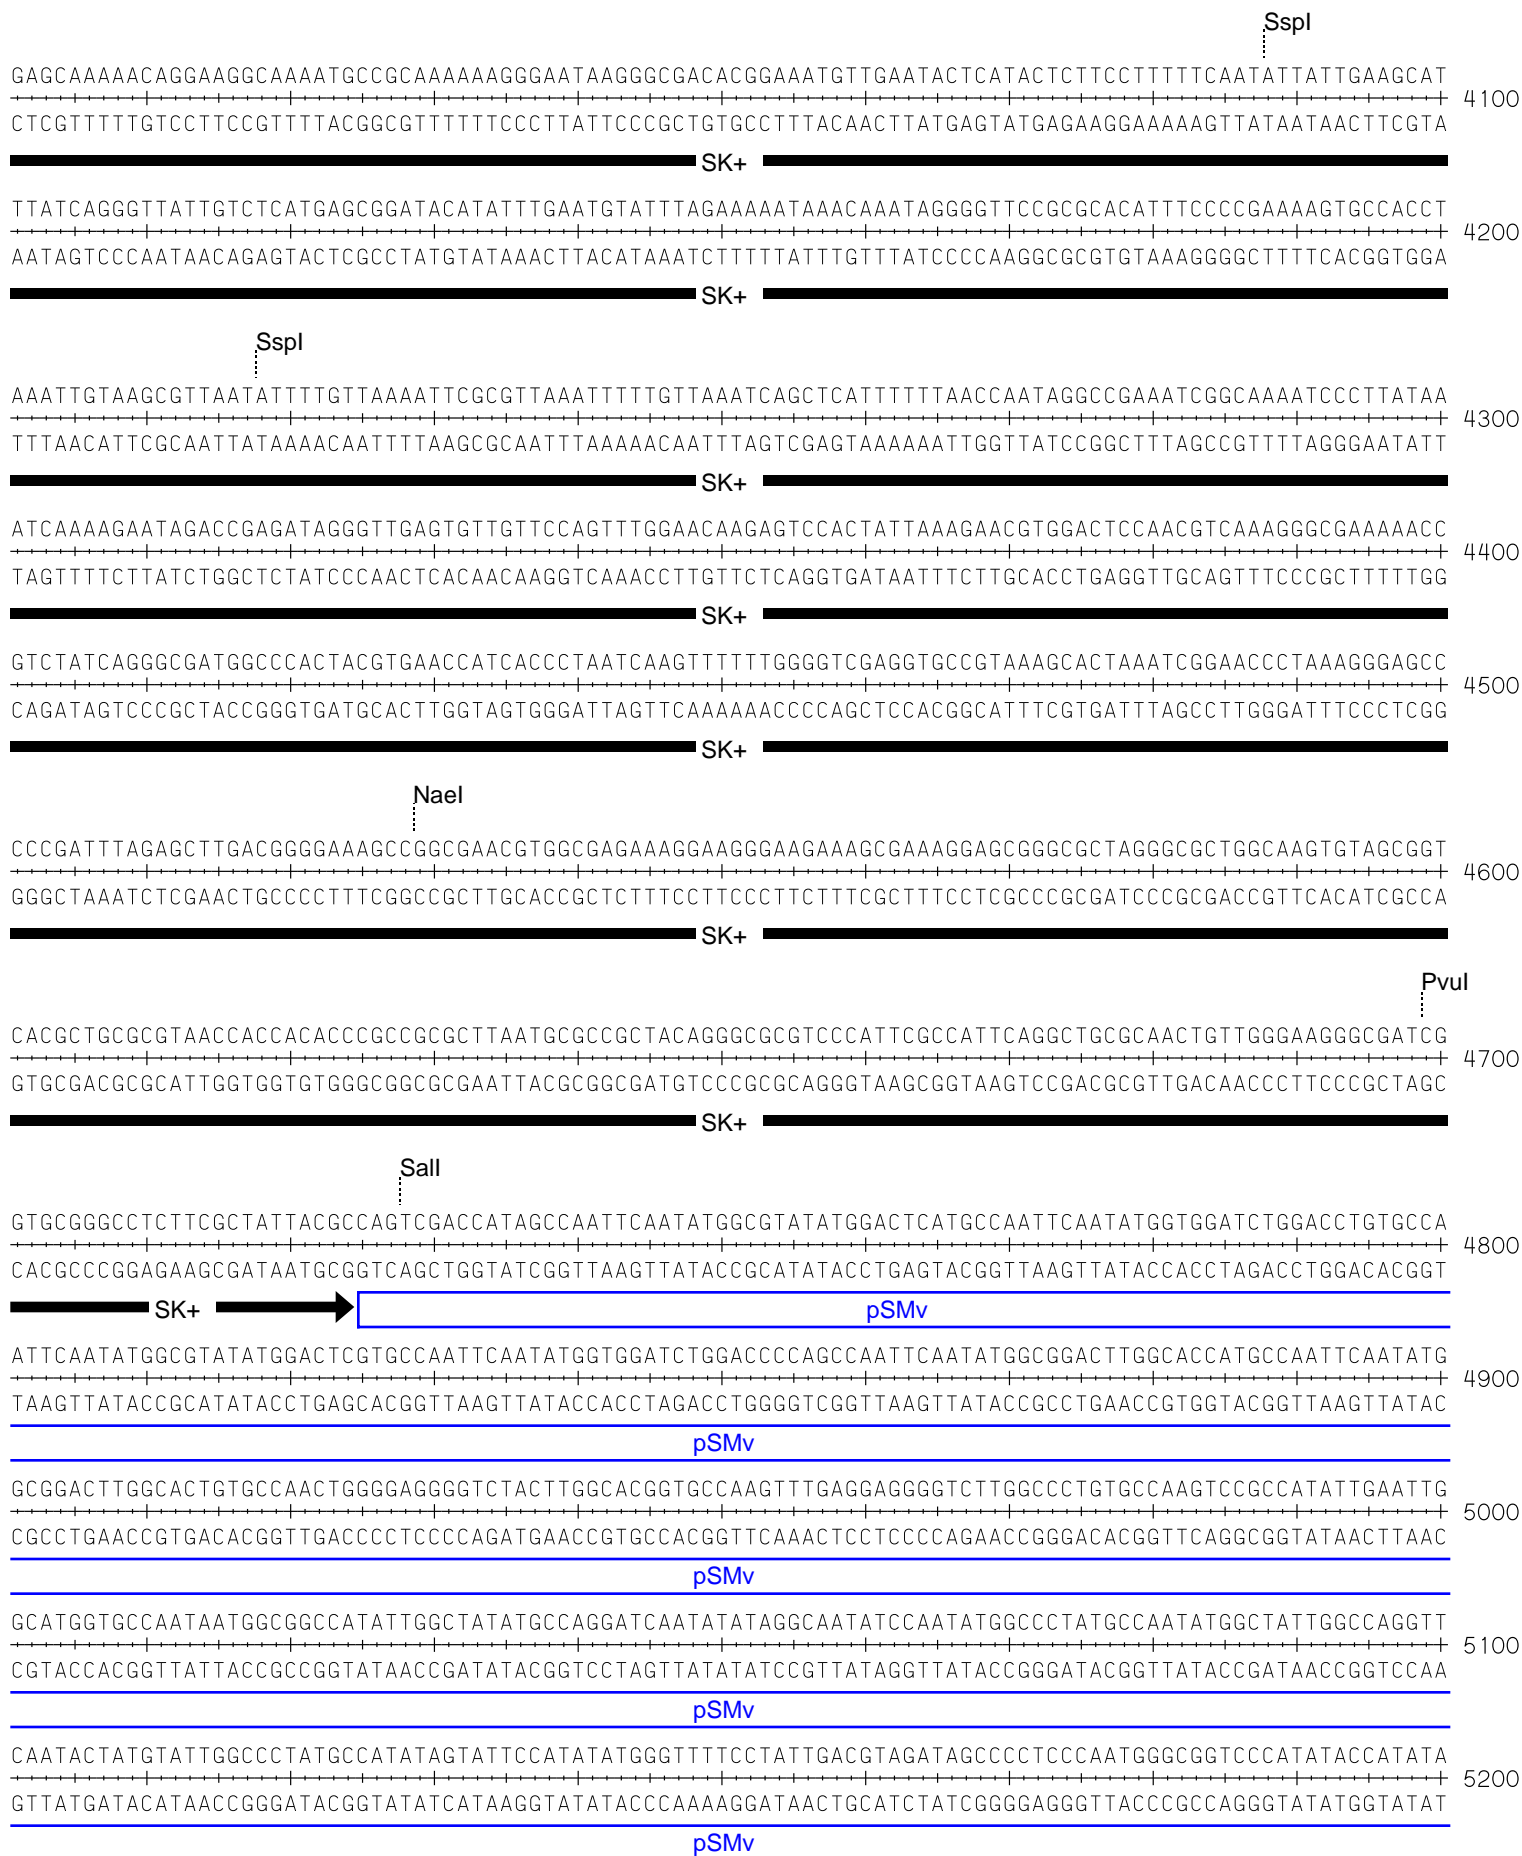 SspI
GAGCAAAAACAGGAAGGCAAAATGCCGCAAAAAAGGGAATAAGGGCGACACGGAAATGTTGAATACTCATACTCTTCCTTTTTCAATATTATTGAAGCAT
4100
CTCGTTTTTGTCCTTCCGTTTTACGGCGTTTTTTCCCTTATTCCCGCTGTGCCTTTACAACTTATGAGTATGAGAAGGAAAAAGTTATAATAACTTCGTA
SK+
TTATCAGGGTTATTGTCTCATGAGCGGATACATATTTGAATGTATTTAGAAAAATAAACAAATAGGGGTTCCGCGCACATTTCCCCGAAAAGTGCCACCT
4200
AATAGTCCCAATAACAGAGTACTCGCCTATGTATAAACTTACATAAATCTTTTTATTTGTTTATCCCCAAGGCGCGTGTAAAGGGGCTTTTCACGGTGGA
SK+
SspI
AAATTGTAAGCGTTAATATTTTGTTAAAATTCGCGTTAAATTTTTGTTAAATCAGCTCATTTTTTAACCAATAGGCCGAAATCGGCAAAATCCCTTATAA
4300
TTTAACATTCGCAATTATAAAACAATTTTAAGCGCAATTTAAAAACAATTTAGTCGAGTAAAAAATTGGTTATCCGGCTTTAGCCGTTTTAGGGAATATT
SK+
ATCAAAAGAATAGACCGAGATAGGGTTGAGTGTTGTTCCAGTTTGGAACAAGAGTCCACTATTAAAGAACGTGGACTCCAACGTCAAAGGGCGAAAAACC
4400
TAGTTTTCTTATCTGGCTCTATCCCAACTCACAACAAGGTCAAACCTTGTTCTCAGGTGATAATTTCTTGCACCTGAGGTTGCAGTTTCCCGCTTTTTGG
SK+
GTCTATCAGGGCGATGGCCCACTACGTGAACCATCACCCTAATCAAGTTTTTTGGGGTCGAGGTGCCGTAAAGCACTAAATCGGAACCCTAAAGGGAGCC
4500
CAGATAGTCCCGCTACCGGGTGATGCACTTGGTAGTGGGATTAGTTCAAAAAACCCCAGCTCCACGGCATTTCGTGATTTAGCCTTGGGATTTCCCTCGG
SK+
NaeI
CCCGATTTAGAGCTTGACGGGGAAAGCCGGCGAACGTGGCGAGAAAGGAAGGGAAGAAAGCGAAAGGAGCGGGCGCTAGGGCGCTGGCAAGTGTAGCGGT
4600
GGGCTAAATCTCGAACTGCCCCTTTCGGCCGCTTGCACCGCTCTTTCCTTCCCTTCTTTCGCTTTCCTCGCCCGCGATCCCGCGACCGTTCACATCGCCA
SK+
PvuI
CACGCTGCGCGTAACCACCACACCCGCCGCGCTTAATGCGCCGCTACAGGGCGCGTCCCATTCGCCATTCAGGCTGCGCAACTGTTGGGAAGGGCGATCG
4700
GTGCGACGCGCATTGGTGGTGTGGGCGGCGCGAATTACGCGGCGATGTCCCGCGCAGGGTAAGCGGTAAGTCCGACGCGTTGACAACCCTTCCCGCTAGC
SK+
SalI
GTGCGGGCCTCTTCGCTATTACGCCAGTCGACCATAGCCAATTCAATATGGCGTATATGGACTCATGCCAATTCAATATGGTGGATCTGGACCTGTGCCA
4800
CACGCCCGGAGAAGCGATAATGCGGTCAGCTGGTATCGGTTAAGTTATACCGCATATACCTGAGTACGGTTAAGTTATACCACCTAGACCTGGACACGGT
SK+ pSMv
ATTCAATATGGCGTATATGGACTCGTGCCAATTCAATATGGTGGATCTGGACCCCAGCCAATTCAATATGGCGGACTTGGCACCATGCCAATTCAATATG
4900
TAAGTTATACCGCATATACCTGAGCACGGTTAAGTTATACCACCTAGACCTGGGGTCGGTTAAGTTATACCGCCTGAACCGTGGTACGGTTAAGTTATAC
pSMv
GCGGACTTGGCACTGTGCCAACTGGGGAGGGGTCTACTTGGCACGGTGCCAAGTTTGAGGAGGGGTCTTGGCCCTGTGCCAAGTCCGCCATATTGAATTG
5000
CGCCTGAACCGTGACACGGTTGACCCCTCCCCAGATGAACCGTGCCACGGTTCAAACTCCTCCCCAGAACCGGGACACGGTTCAGGCGGTATAACTTAAC
pSMv
GCATGGTGCCAATAATGGCGGCCATATTGGCTATATGCCAGGATCAATATATAGGCAATATCCAATATGGCCCTATGCCAATATGGCTATTGGCCAGGTT
5100
CGTACCACGGTTATTACCGCCGGTATAACCGATATACGGTCCTAGTTATATATCCGTTATAGGTTATACCGGGATACGGTTATACCGATAACCGGTCCAA
pSMv
CAATACTATGTATTGGCCCTATGCCATATAGTATTCCATATATGGGTTTTCCTATTGACGTAGATAGCCCCTCCCAATGGGCGGTCCCATATACCATATA
5200
GTTATGATACATAACCGGGATACGGTATATCATAAGGTATATACCCAAAAGGATAACTGCATCTATCGGGGAGGGTTACCCGCCAGGGTATATGGTATAT
pSMv